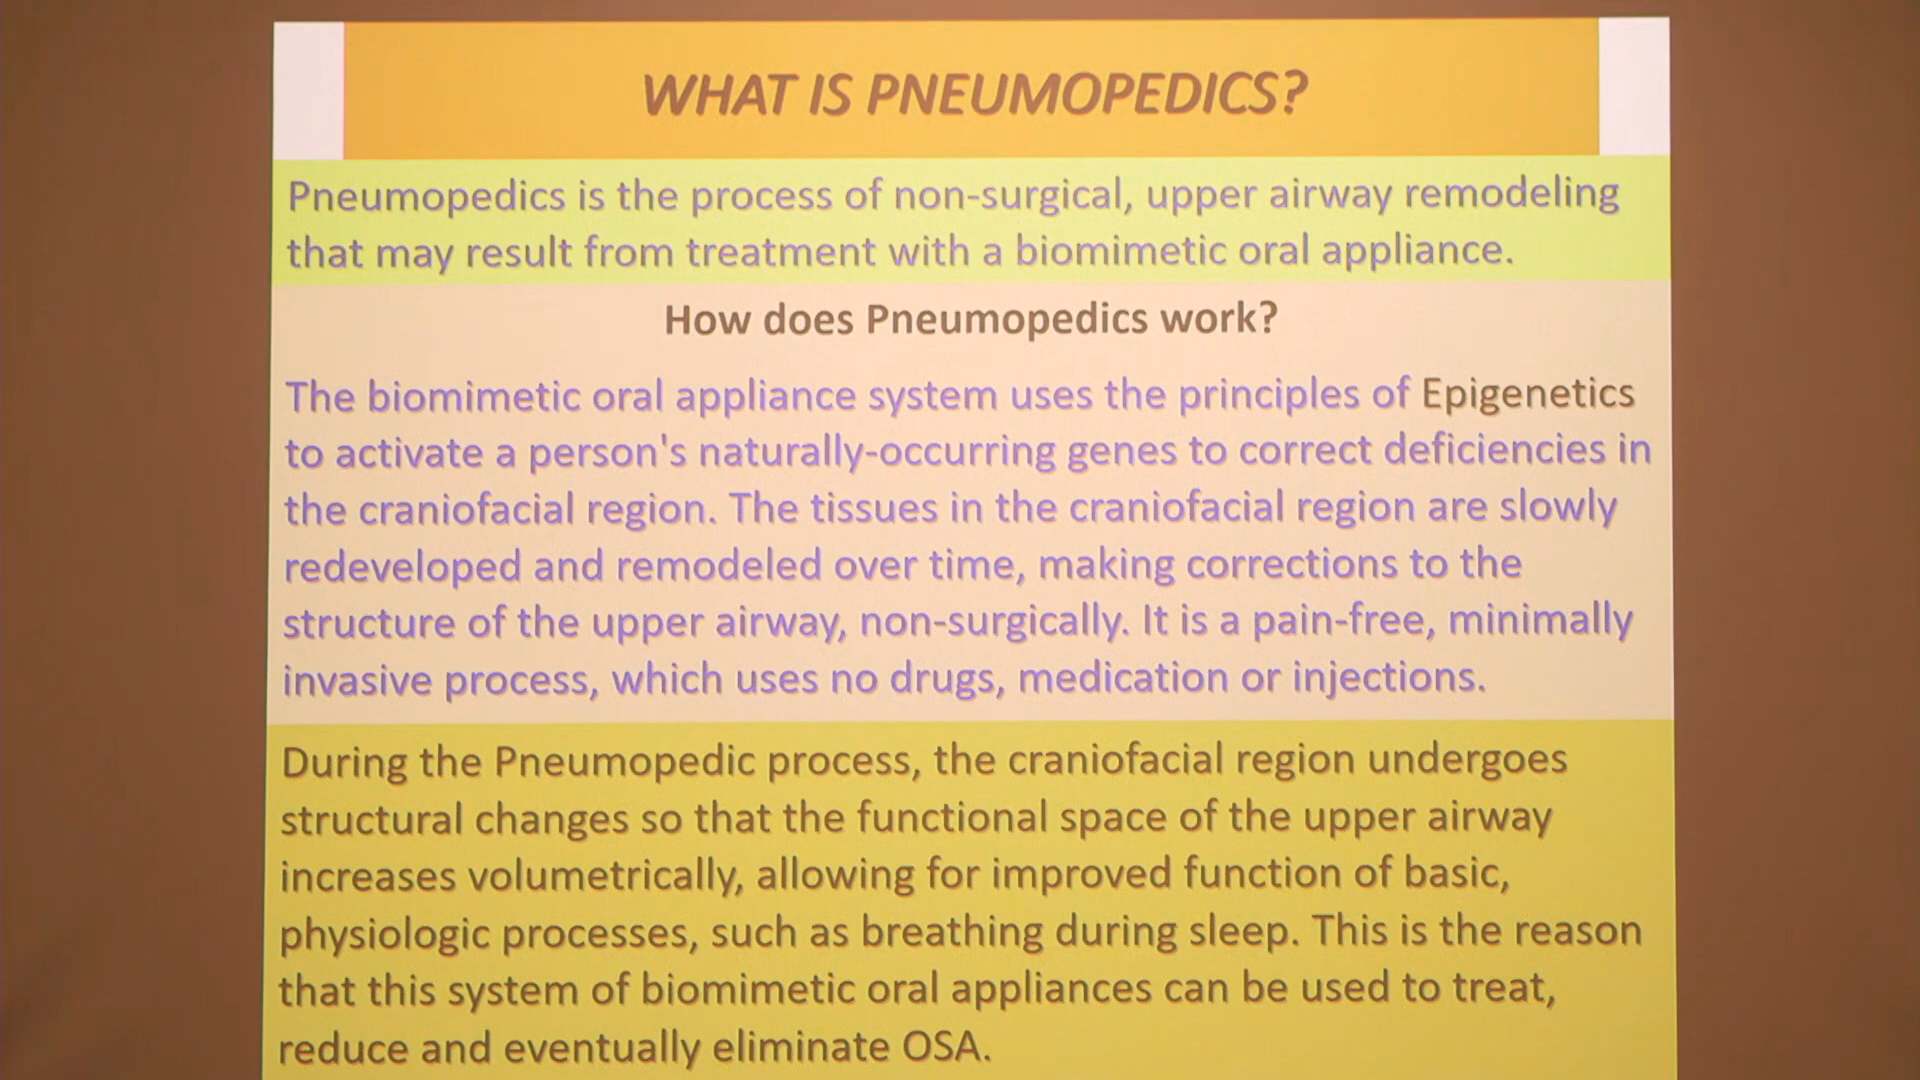 WHAT IS PNEUMOPEDICS?
Pneumopedics is the process of non-surgical, upper airway remodeling
that may result from treatment with a biomimetic oral appliance.
How does Pneumopedics work?
The biomimetic oral appliance system uses the principles of Epigenetics
to activate a person's naturally-occurring genes to correct deficiencies in
the craniofacial region. The tissues in the craniofacial region are slowly
redeveloped and remodeled over time, making corrections to the
structure of the upper airway, non-surgically. It is a pain-free, minimally
invasive process, which uses no drugs, medication or injections.
During the Pneumopedic process, the craniofacial region undergoes
structural changes so that the functional space of the upper airway
increases volumetrically, allowing for improved function of basic,
physiologic processes, such as breathing during sleep. This is the reason
that this system of biomimetic oral appliances can be used to treat,
reduce and eventually eliminate OSA.